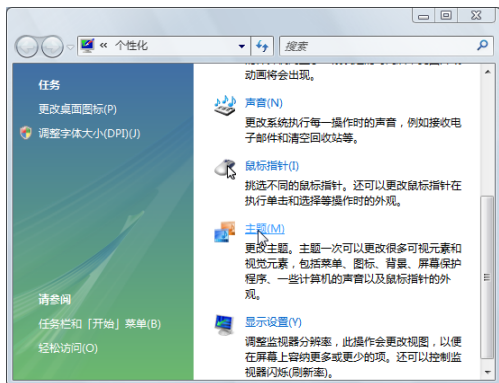 « 个性化
搜索
任务
更改桌面图标(P)
调整字体大小(DPI)(J)
请参阅
任务栏和「开始」菜单(B)
轻松访问(O)
动画将会出现。
声音(N)
更改系统执行每一操作时的声音，例如接收电
子邮件和清空回收站等。
鼠标指针(I)
挑选不同的鼠标指针。还可以更改鼠标指针在
执行单击和选择等操作时的外观。
主题(M)
更改主题。主题一次可以更改很多可视元素和
视觉元素，包括菜单、图标、背景、屏幕保护
程序、一些计算机的声音以及鼠标指针的外
观。
显示设置(Y)
调整监视器分辨率，此操作会更改视图，以便
在屏幕上容纳更多或更少的项。还可以控制监
视器闪烁(刷新率)。